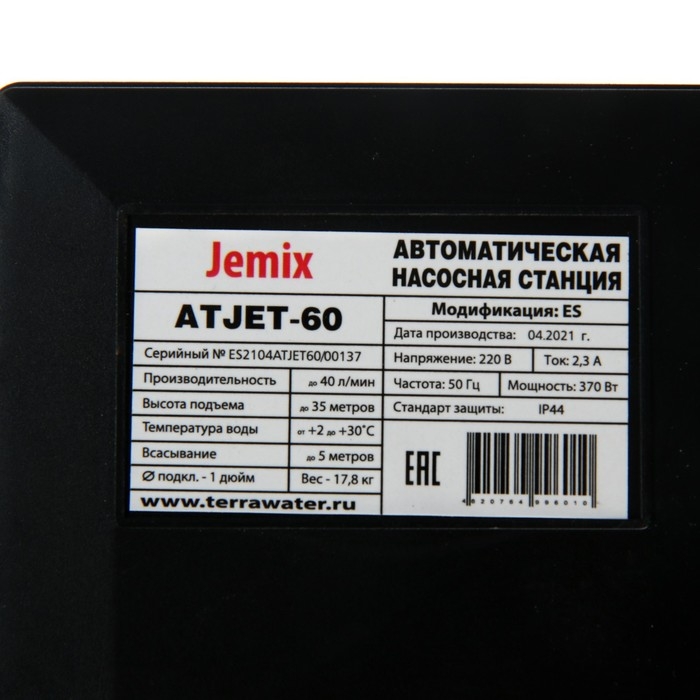 Jemix
АВТОМАТИЧЕСКАЯ
НАСОСНАЯ СТАНЦИЯ
ATJET-60
Модификация: ES
Дата производства: 04.2021 г.
Серийный № ES2104ATJET60/00137
Напряжение: 220 В Ток: 2,3 А
Производительность до 40 л/мин
Частота: 50 Гц Мощность: 370 Вт
Высота подъема до 35 метров
Стандарт защиты: IP44
Температура воды от +2 до +30°C
Всасывание до 5 метров
Ø подкл. - 1 дюйм Вес - 17,8 кг
EAC
www.terrawater.ru